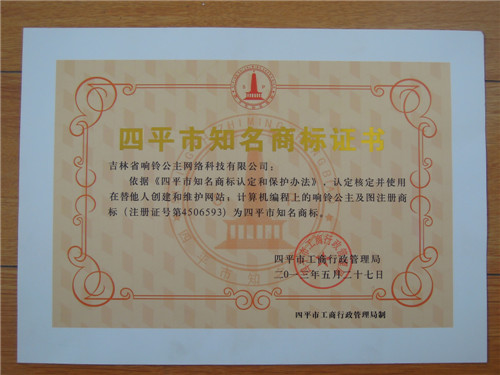 四平市知名商标证书
吉林省响铃公主网络科技有限公司：
依据《四平市知名商标认定和保护办法》，认定核定并使用
在替他人创建和维护网站；计算机编程上的响铃公主及图注册商
标（注册证号第4506593）为四平市知名商标。
四平市工商行政管理局
二〇一三年五月二十七日
四平市工商行政管理局制